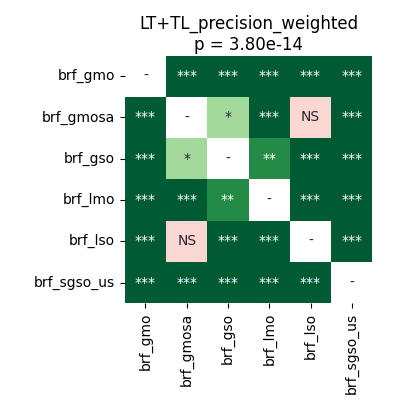 LT+TL_precision_weighted
p = 3.80e-14
brf_gmo - *** *** *** *** ***
brf_gmosa *** - * *** NS ***
brf_gso *** * - ** *** ***
brf_lmo *** *** ** - *** ***
brf_lso *** NS *** *** - ***
brf_sgso_us *** *** *** *** *** -
brf_gmo brf_gmosa brf_gso brf_lmo brf_lso brf_sgso_us